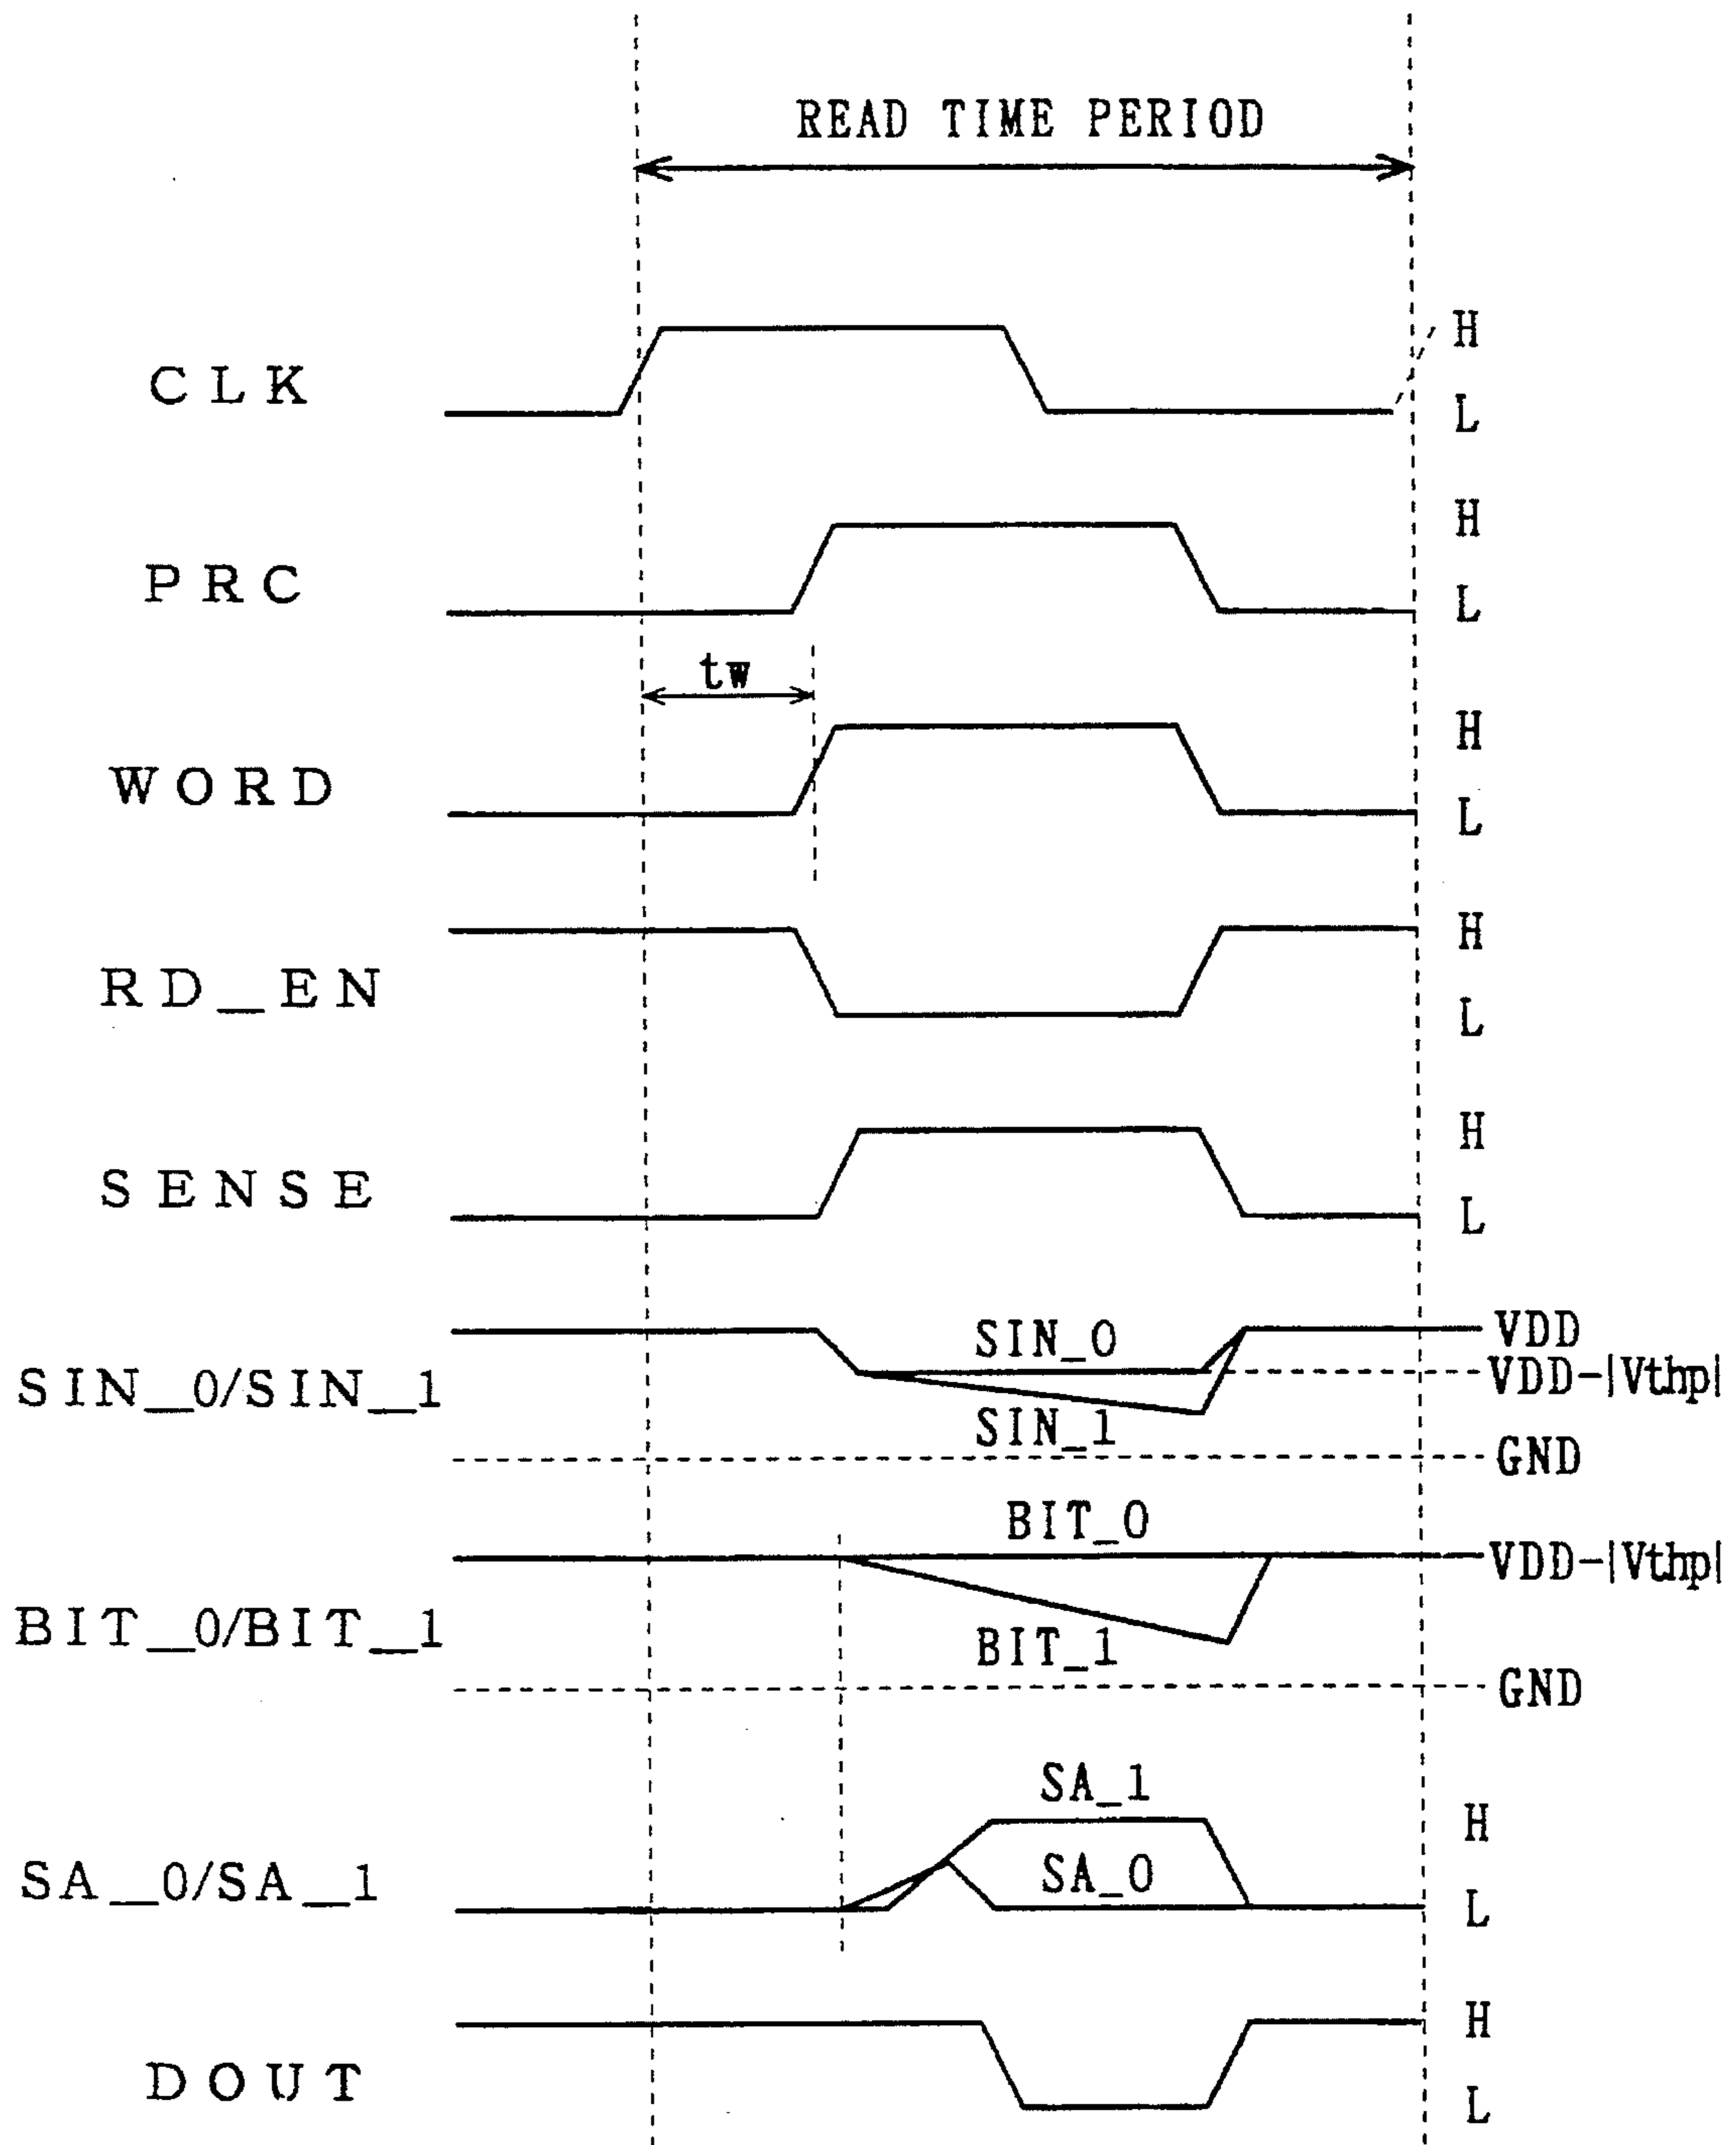 READ TIME PERIOD
CLK
H
L
PRC
H
L
tw
WORD
H
L
RD_EN
H
L
SENSE
H
L
SIN_0/SIN_1
SIN_0
SIN_1
VDD
VDD-|Vthp|
GND
BIT_0/BIT_1
BIT_0
BIT_1
VDD-|Vthp|
GND
SA_0/SA_1
SA_1
SA_0
H
L
DOUT
H
L